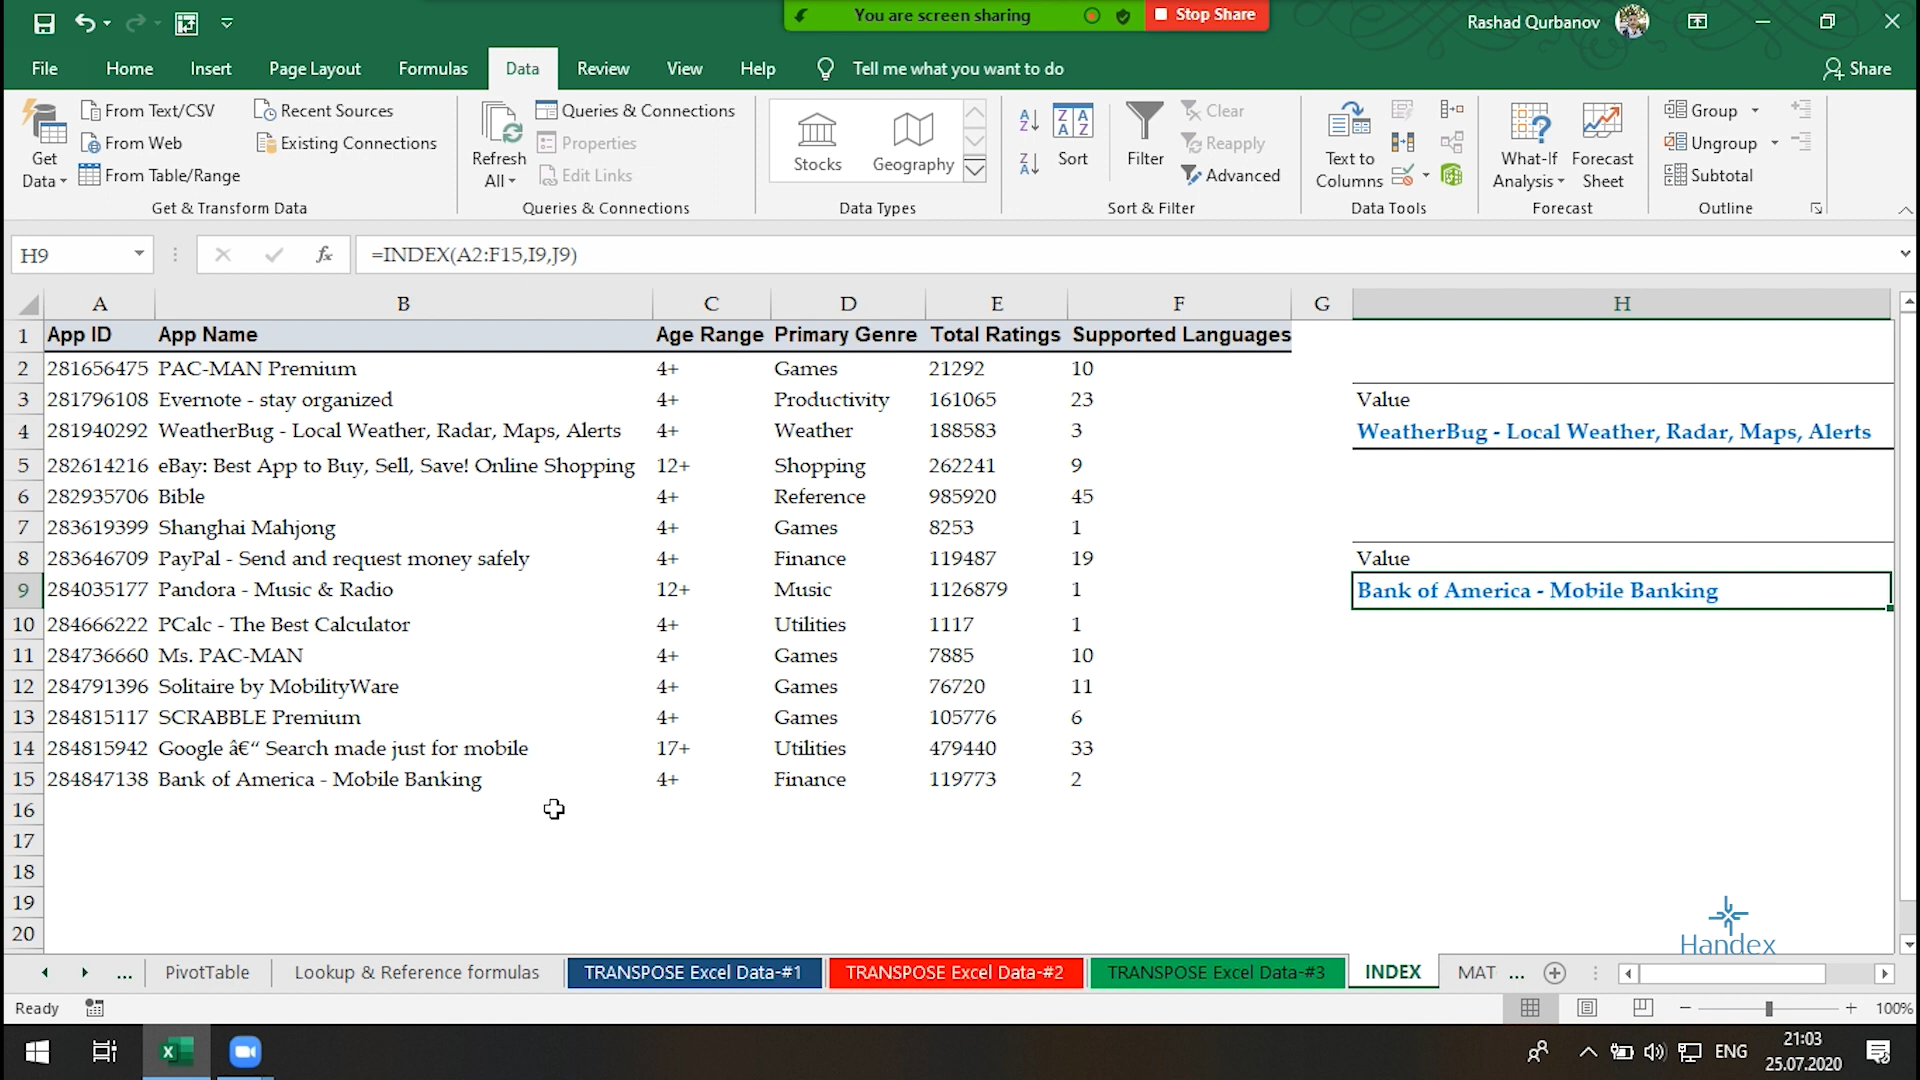 You are screen sharing
Stop Share
Rashad Qurbanov
File Home Insert Page Layout Formulas Data Review View Help Tell me what you want to do Share
Get Data
From Text/CSV
From Web
From Table/Range
Recent Sources
Existing Connections
Get & Transform Data
Refresh All
Queries & Connections
Properties
Edit Links
Queries & Connections
Stocks Geography
Data Types
Sort
Filter
Clear
Reapply
Advanced
Sort & Filter
Text to Columns
Data Tools
What-If Analysis
Forecast Sheet
Forecast
Group
Ungroup
Subtotal
Outline
H9 fx =INDEX(A2:F15,I9,J9)
A B C D E F G H
1 App ID App Name Age Range Primary Genre Total Ratings Supported Languages
2 281656475 PAC-MAN Premium 4+ Games 21292 10
3 281796108 Evernote - stay organized 4+ Productivity 161065 23 Value
4 281940292 WeatherBug - Local Weather, Radar, Maps, Alerts 4+ Weather 188583 3 WeatherBug - Local Weather, Radar, Maps, Alerts
5 282614216 eBay: Best App to Buy, Sell, Save! Online Shopping 12+ Shopping 262241 9
6 282935706 Bible 4+ Reference 985920 45
7 283619399 Shanghai Mahjong 4+ Games 8253 1
8 283646709 PayPal - Send and request money safely 4+ Finance 119487 19 Value
9 284035177 Pandora - Music & Radio 12+ Music 1126879 1 Bank of America - Mobile Banking
10 284666222 PCalc - The Best Calculator 4+ Utilities 1117 1
11 284736660 Ms. PAC-MAN 4+ Games 7885 10
12 284791396 Solitaire by MobilityWare 4+ Games 76720 11
13 284815117 SCRABBLE Premium 4+ Games 105776 6
14 284815942 Google â€“ Search made just for mobile 17+ Utilities 479440 33
15 284847138 Bank of America - Mobile Banking 4+ Finance 119773 2
16
17
18
19
20
Handex
... PivotTable Lookup & Reference formulas TRANSPOSE Excel Data-#1 TRANSPOSE Excel Data-#2 TRANSPOSE Excel Data-#3 INDEX MAT ...
Ready 100%
ENG 21:03
25.07.2020